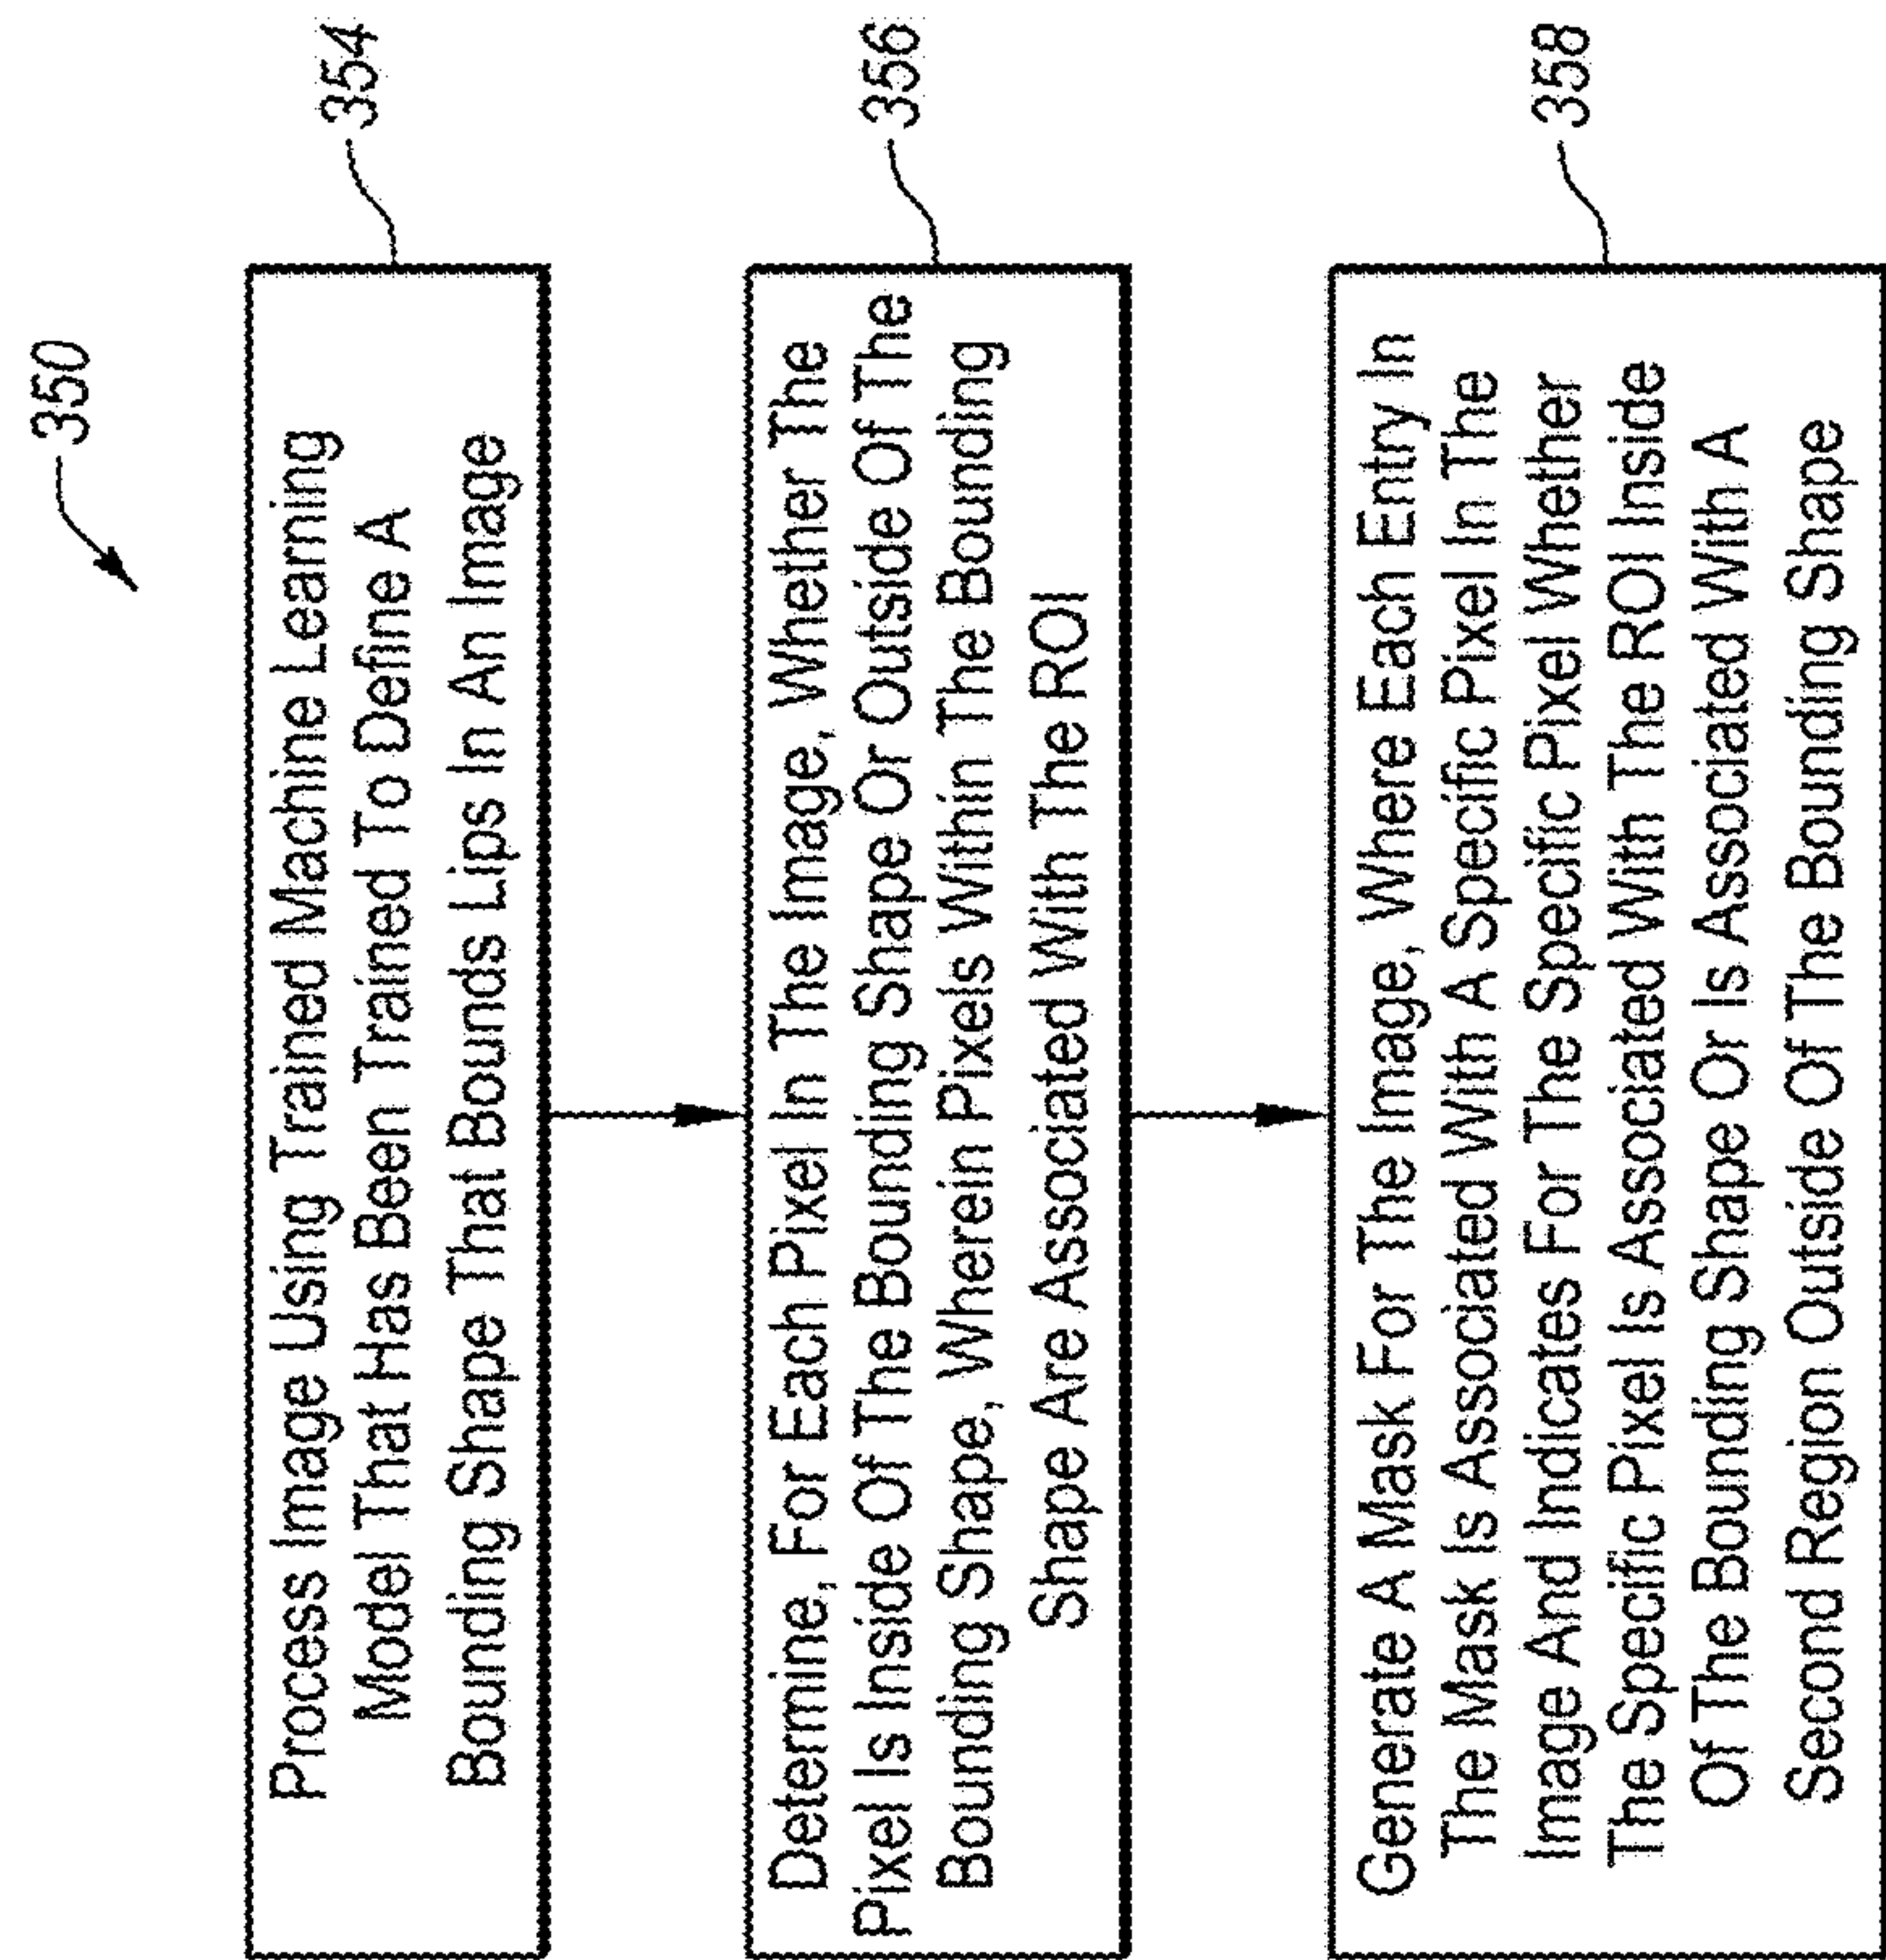 350
Process Image Using Trained Machine Learning
Model That Has Been Trained To Define A
Bounding Shape That Bounds Lips In An Image
354
Determine, For Each Pixel In The Image, Whether The
Pixel Is Inside Of The Bounding Shape Or Outside Of The
Bounding Shape, Wherein Pixels Within The Bounding
Shape Are Associated With The ROI
356
Generate A Mask For The Image, Where Each Entry In
The Mask Is Associated With A Specific Pixel In The
Image And Indicates For The Specific Pixel Whether
The Specific Pixel Is Associated With The ROI Inside
Of The Bounding Shape Or Is Associated With A
Second Region Outside Of The Bounding Shape
358